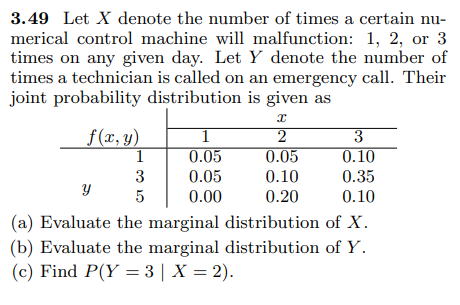 3.49 Let X denote the number of times a certain nu-
merical control machine will malfunction: 1, 2, or 3
times on any given day. Let Y denote the number of
times a technician is called on an emergency call. Their
joint probability distribution is given as
x
f(x, y) 1 2 3
1 0.05 0.05 0.10
3 0.05 0.10 0.35
y 5 0.00 0.20 0.10
(a) Evaluate the marginal distribution of X.
(b) Evaluate the marginal distribution of Y.
(c) Find P(Y = 3 | X = 2).